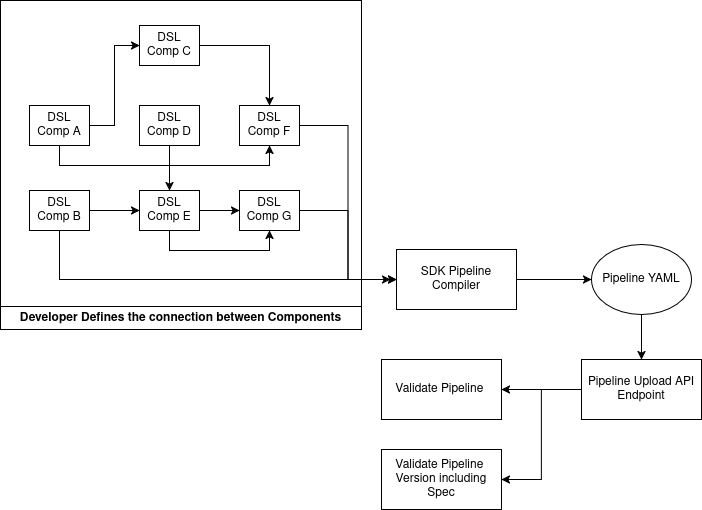 DSL
Comp C
DSL
Comp A
DSL
Comp D
DSL
Comp F
DSL
Comp B
DSL
Comp E
DSL
Comp G
Developer Defines the connection between Components
SDK Pipeline
Compiler
Pipeline YAML
Validate Pipeline
Pipeline Upload API
Endpoint
Validate Pipeline
Version including
Spec